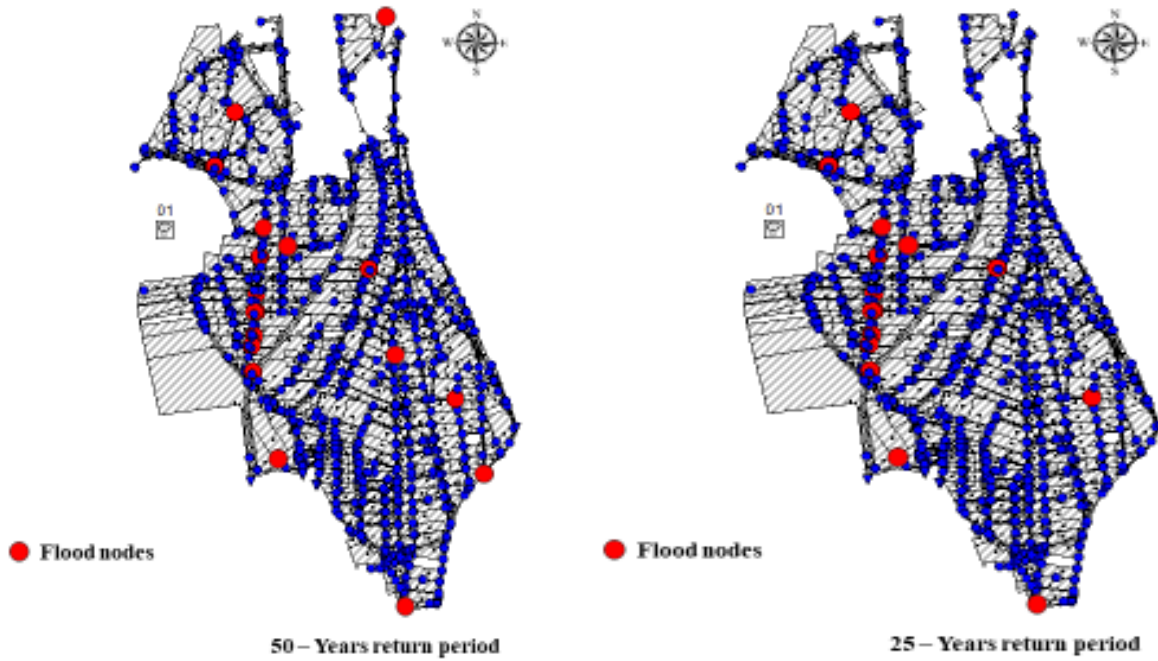 N
W E
S
N
W E
S
01
01
Flood nodes
Flood nodes
50 – Years return period
25 – Years return period